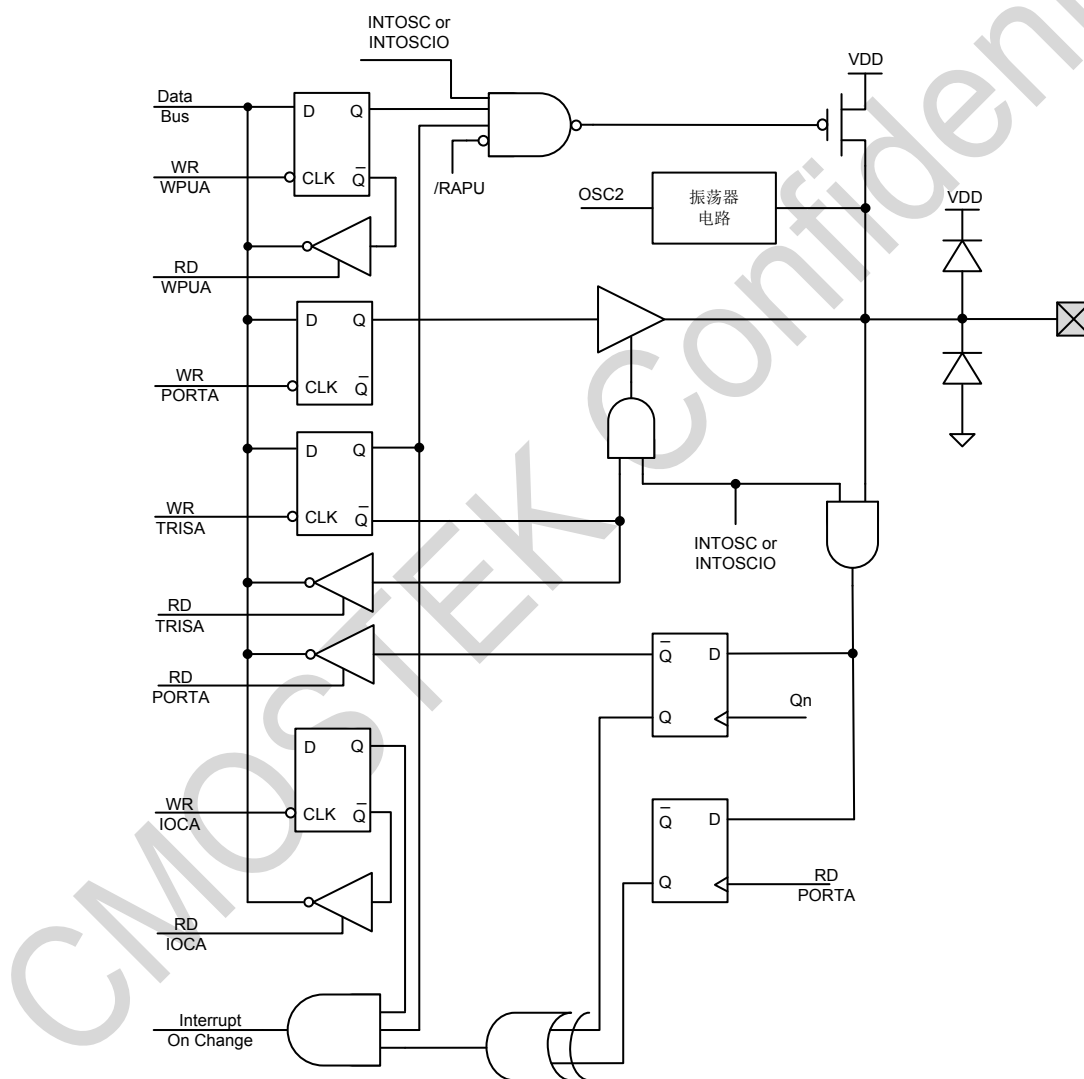 INTOSC or
INTOSCIO
VDD
Data
Bus
D
Q
WR
WPUA
CLK
Q
/RAPU
OSC2
振荡器
电路
VDD
RD
WPUA
D
Q
WR
PORTA
CLK
Q
D
Q
WR
TRISA
CLK
Q
INTOSC or
INTOSCIO
RD
TRISA
RD
PORTA
Q
D
Q
Qn
D
Q
WR
IOCA
CLK
Q
Q
D
Q
RD
PORTA
RD
IOCA
Interrupt
On Change
CMOSTEK Confident